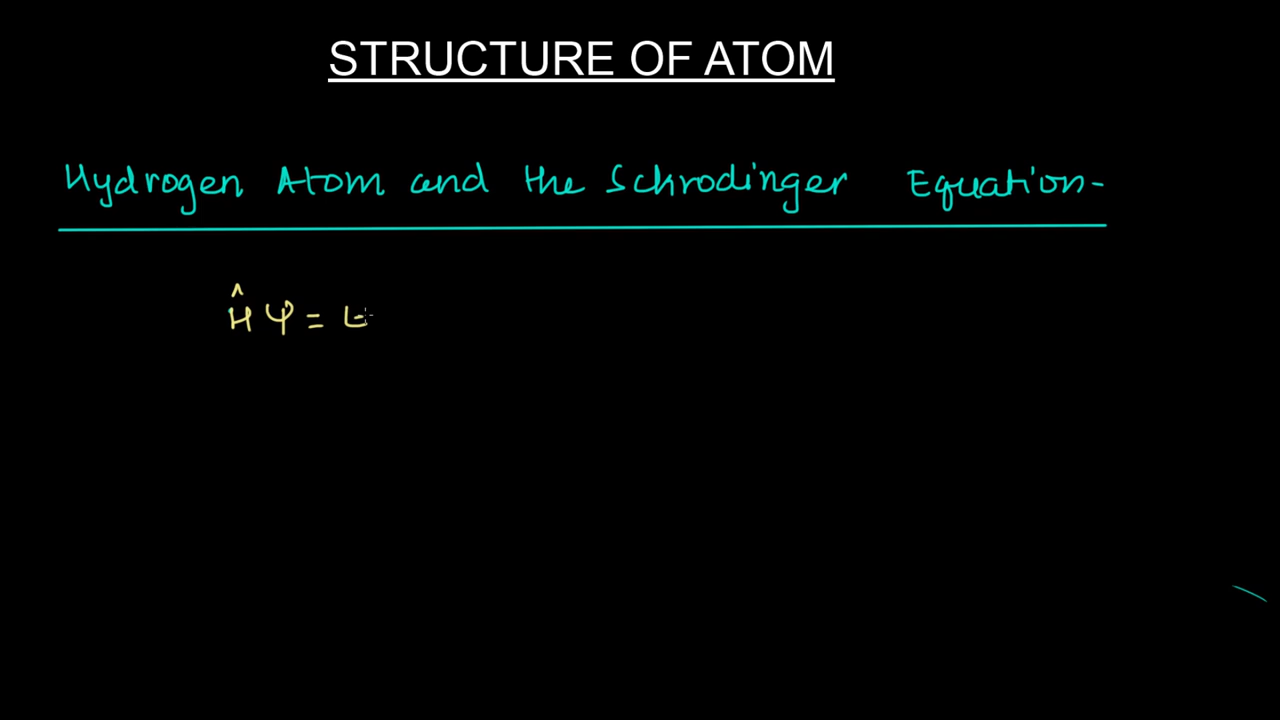 STRUCTURE OF ATOM
Hydrogen Atom and the Schrodinger Equation-
Ĥ Ψ =